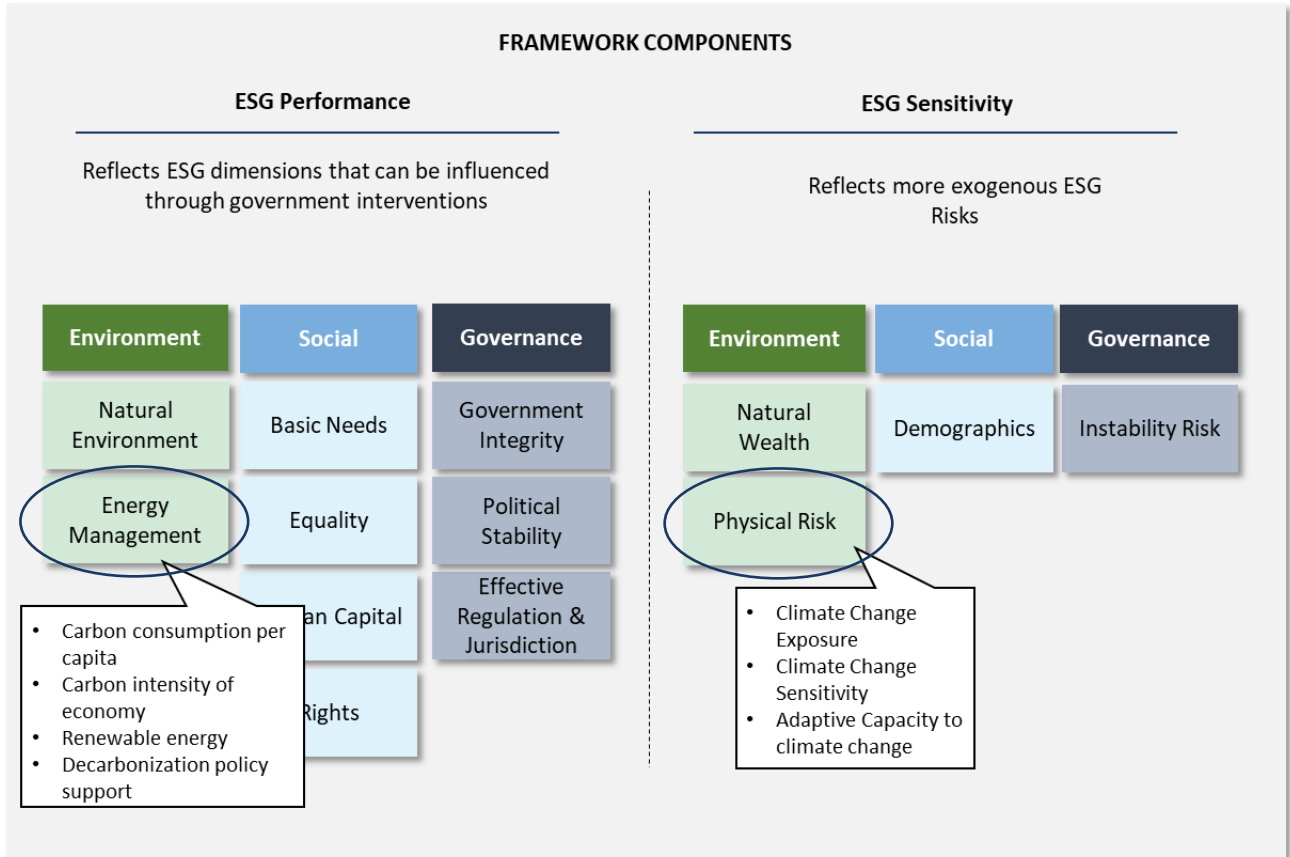 FRAMEWORK COMPONENTS
ESG Performance
Reflects ESG dimensions that can be influenced
through government interventions
Environment
Social
Governance
Natural
Environment
Basic Needs
Government
Integrity
Energy
Management
Equality
Political
Stability
an Capital
Effective
Regulation &
Jurisdiction
Rights
• Carbon consumption per
capita
• Carbon intensity of
economy
• Renewable energy
• Decarbonization policy
support
ESG Sensitivity
Reflects more exogenous ESG
Risks
Environment
Social
Governance
Natural
Wealth
Demographics
Instability Risk
Physical Risk
• Climate Change
Exposure
• Climate Change
Sensitivity
• Adaptive Capacity to
climate change